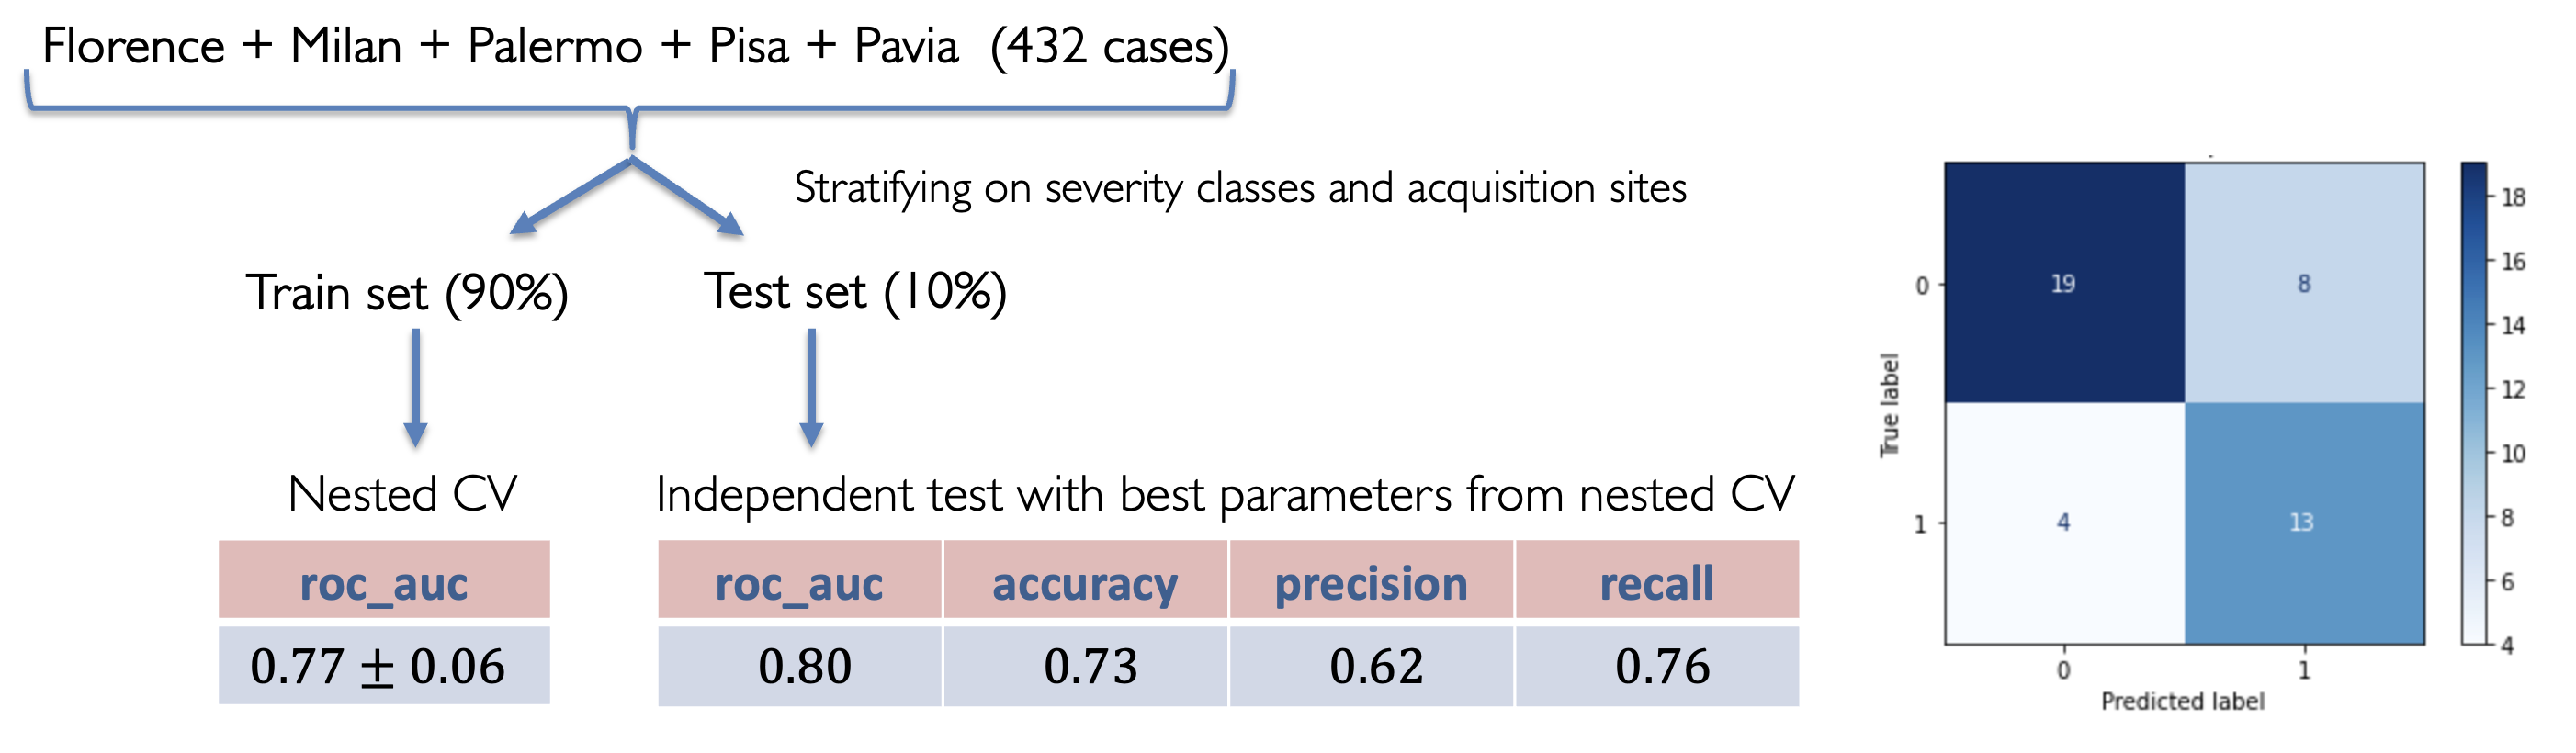 Florence + Milan + Palermo + Pisa + Pavia (432 cases)
Stratifying on severity classes and acquisition sites
Train set (90%)
Test set (10%)
Nested CV
roc_auc
0.77 ± 0.06
Independent test with best parameters from nested CV
roc_auc accuracy precision recall
0.80 0.73 0.62 0.76
True label
0
1
19 8
4 13
0 1
Predicted label
18
16
14
12
10
8
6
4